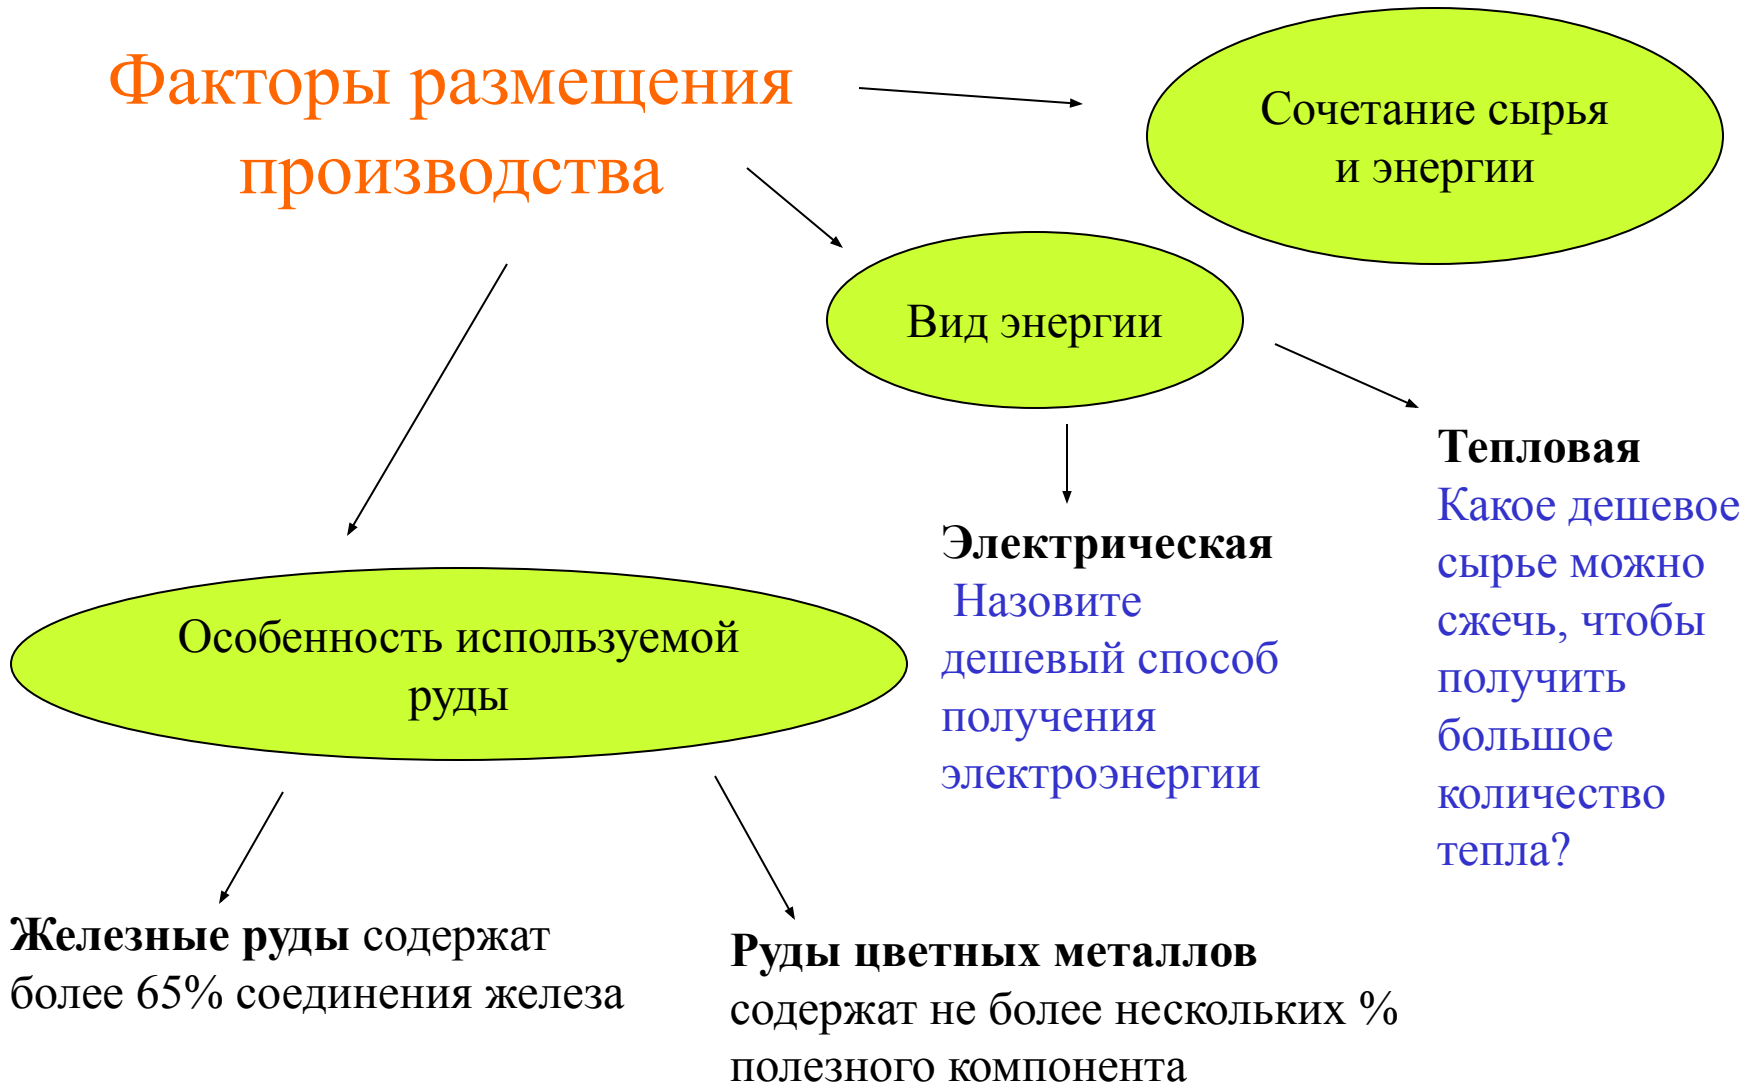 Факторы размещения
производства
Сочетание сырья
и энергии
Вид энергии
Тепловая
Какое дешевое
сырье можно
сжечь, чтобы
получить
большое
количество
тепла?
Электрическая
Назовите
дешевый способ
получения
электроэнергии
Особенность используемой
руды
Железные руды содержат
более 65% соединения железа
Руды цветных металлов
содержат не более нескольких %
полезного компонента